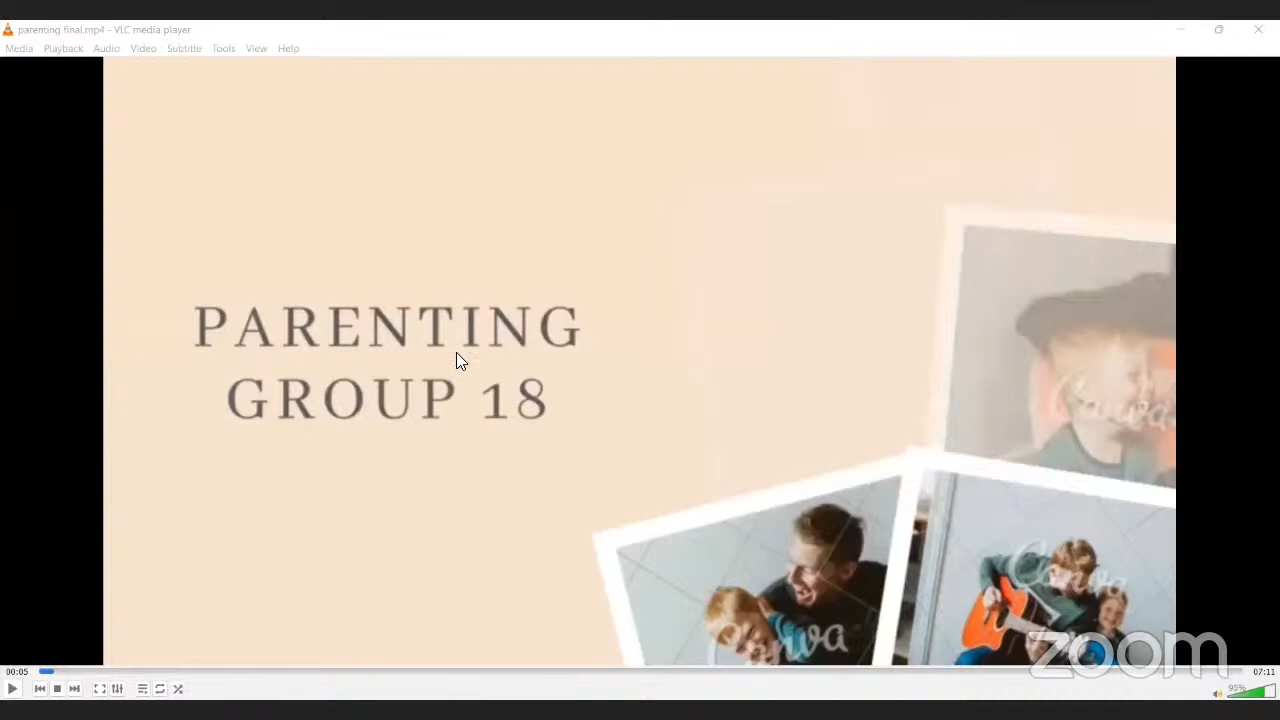 parenting final.mp4 - VLC media player
Media Playback Audio Video Subtitle Tools View Help
PARENTING
GROUP 18
Canva
Canva
Canva
zoom
00:05
07:11
95%